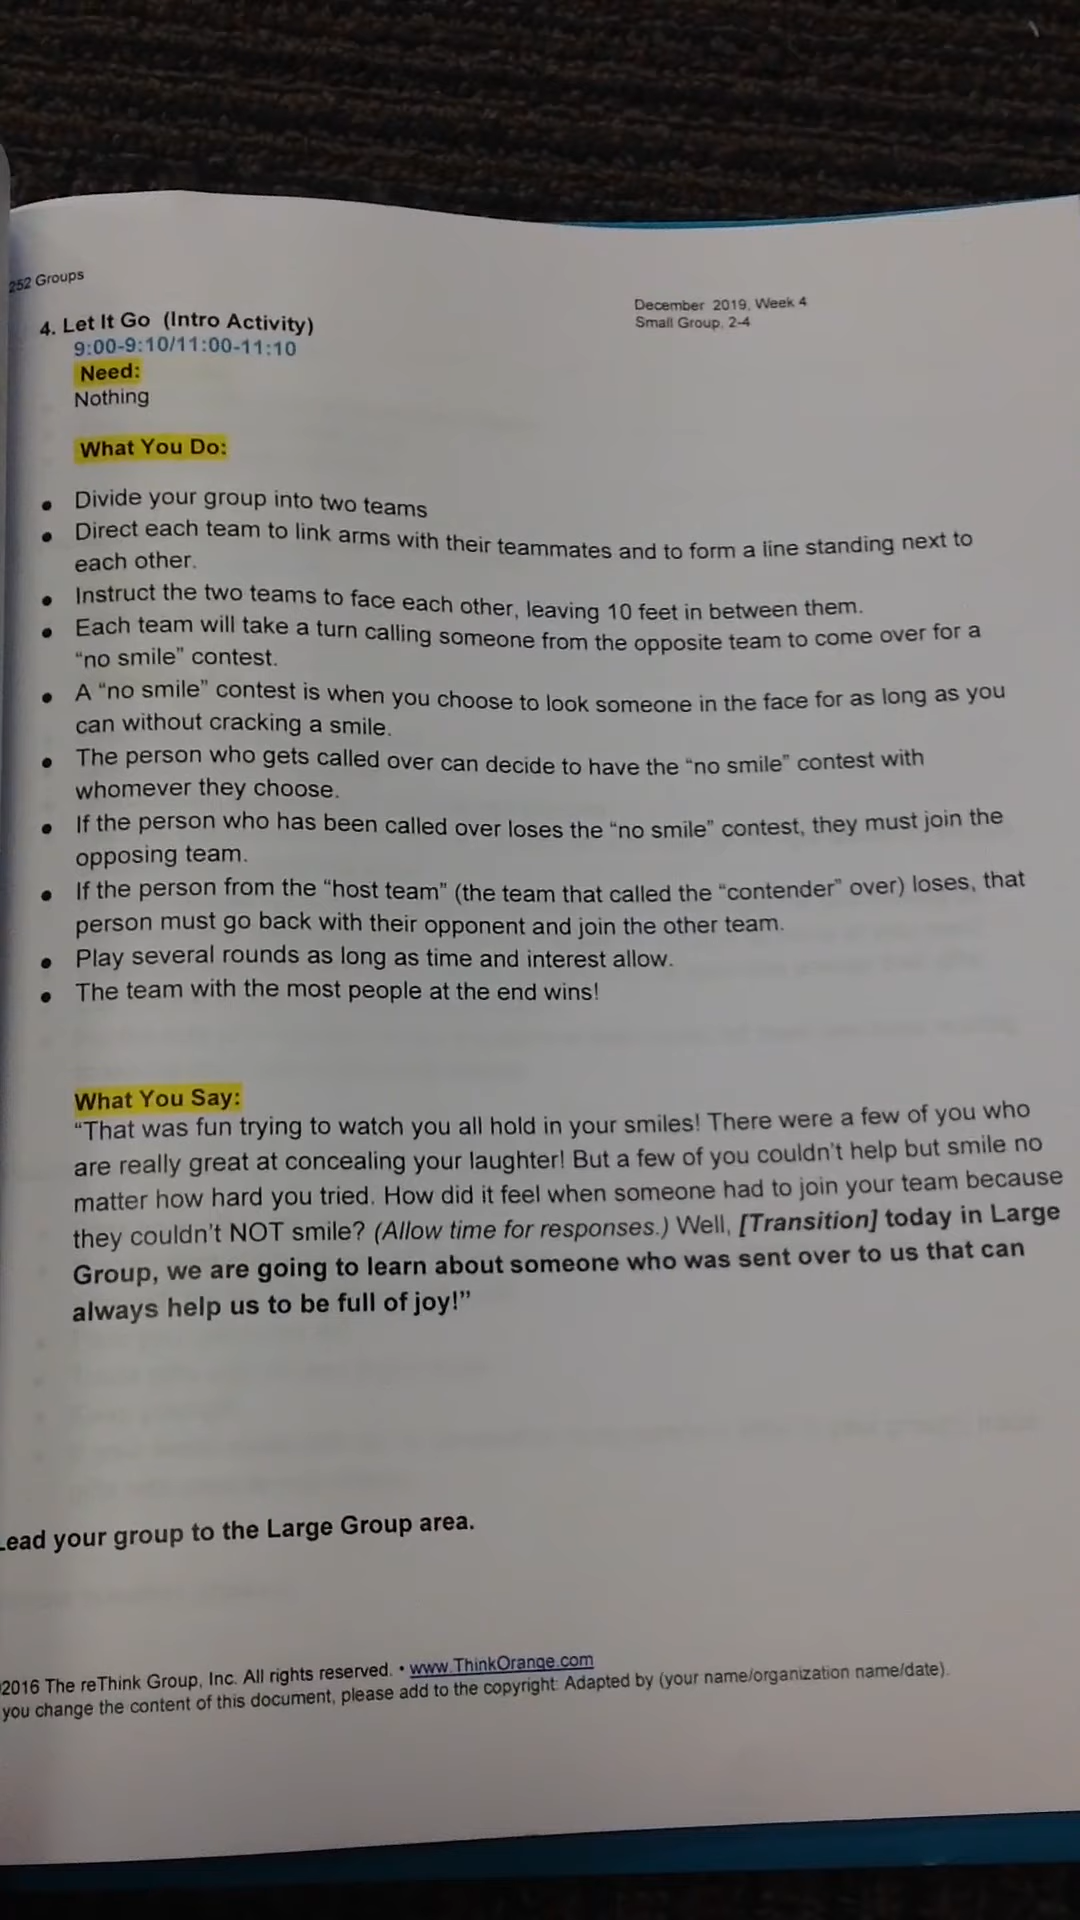 252 Groups
December 2019, Week 4
Small Group, 2-4
4. Let It Go (Intro Activity)
9:00-9:10/11:00-11:10
Need:
Nothing
What You Do:
• Divide your group into two teams
• Direct each team to link arms with their teammates and to form a line standing next to
each other.
• Instruct the two teams to face each other, leaving 10 feet in between them.
• Each team will take a turn calling someone from the opposite team to come over for a
“no smile” contest.
• A “no smile” contest is when you choose to look someone in the face for as long as you
can without cracking a smile.
• The person who gets called over can decide to have the “no smile” contest with
whomever they choose.
• If the person who has been called over loses the “no smile” contest, they must join the
opposing team.
• If the person from the “host team” (the team that called the “contender” over) loses, that
person must go back with their opponent and join the other team.
• Play several rounds as long as time and interest allow.
• The team with the most people at the end wins!
What You Say:
“That was fun trying to watch you all hold in your smiles! There were a few of you who
are really great at concealing your laughter! But a few of you couldn't help but smile no
matter how hard you tried. How did it feel when someone had to join your team because
they couldn't NOT smile? (Allow time for responses.) Well, [Transition] today in Large
Group, we are going to learn about someone who was sent over to us that can
always help us to be full of joy!”
Lead your group to the Large Group area.
2016 The reThink Group, Inc. All rights reserved. • www.ThinkOrange.com
you change the content of this document, please add to the copyright: Adapted by (your name/organization name/date).